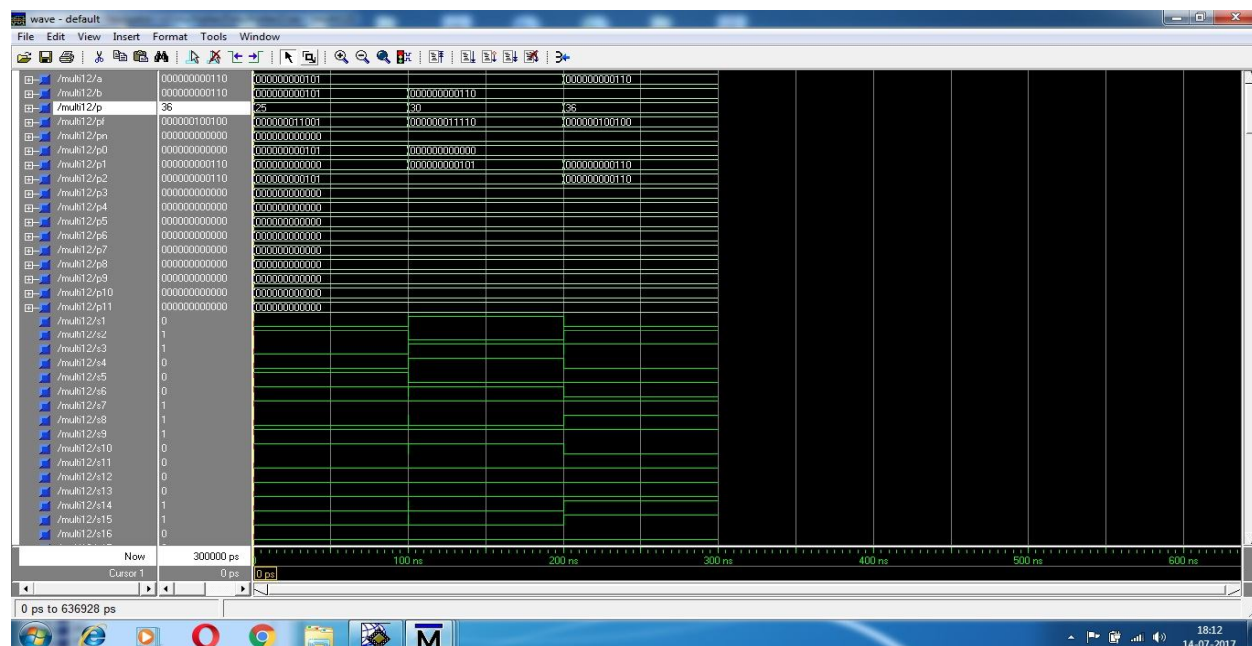 wave - default
File Edit View Insert Format Tools Window
/multi12/a 000000000110 000000000101 000000000110
/multi12/b 000000000110 000000000101 000000000110
/multi12/p 36 25 30 36
/multi12/pf 000000100100 000000011001 000000011110 000000100100
/multi12/pn 000000000000 000000000000
/multi12/p0 000000000000 000000000101 000000000000
/multi12/p1 000000000110 000000000000 000000000101 000000000110
/multi12/p2 000000000110 000000000101 000000000110
/multi12/p3 000000000000 000000000000
/multi12/p4 000000000000 000000000000
/multi12/p5 000000000000 000000000000
/multi12/p6 000000000000 000000000000
/multi12/p7 000000000000 000000000000
/multi12/p8 000000000000 000000000000
/multi12/p9 000000000000 000000000000
/multi12/p10 000000000000 000000000000
/multi12/p11 000000000000 000000000000
/multi12/s1 0
/multi12/s2 1
/multi12/s3 1
/multi12/s4 0
/multi12/s5 0
/multi12/s6 0
/multi12/s7 1
/multi12/s8 1
/multi12/s9 1
/multi12/s10 0
/multi12/s11 0
/multi12/s12 0
/multi12/s13 0
/multi12/s14 1
/multi12/s15 1
/multi12/s16 0
Now 300000 ps 100 ns 200 ns 300 ns 400 ns 500 ns 600 ns
Cursor 1 0 ps 0 ps
0 ps to 636928 ps
M
18:12
14-07-2017